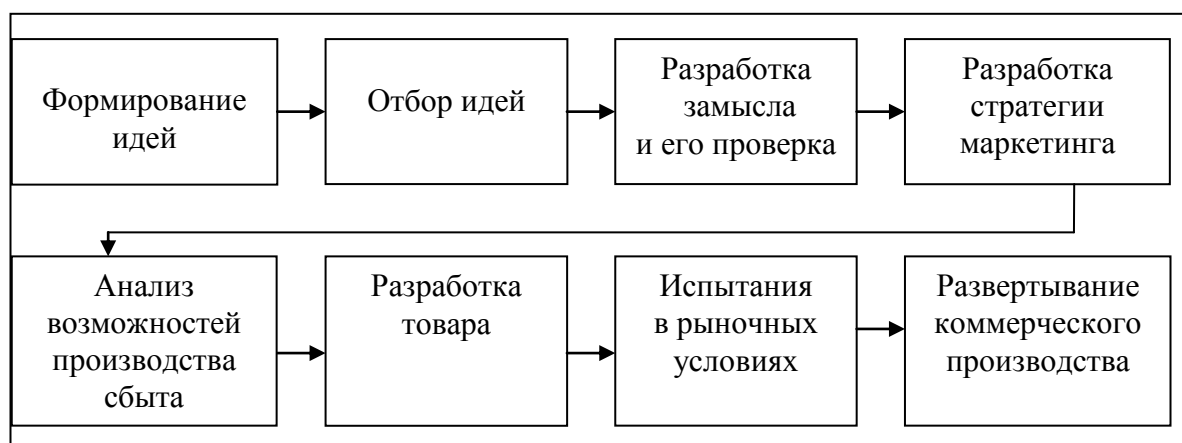 Формирование
идей
Отбор идей
Разработка
замысла
и его проверка
Разработка
стратегии
маркетинга
Анализ
возможностей
производства
сбыта
Разработка
товара
Испытания
в рыночных
условиях
Развертывание
коммерческого
производства